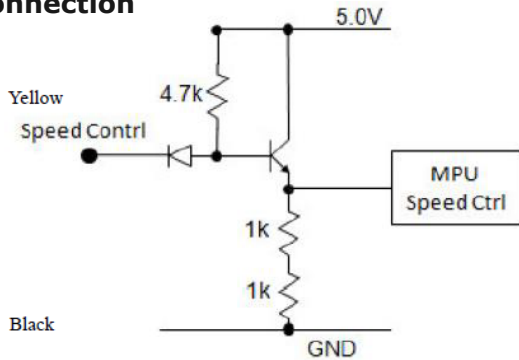 onnection
5.0V
Yellow
4.7k
Speed Contrl
MPU
Speed Ctrl
1k
1k
Black
GND